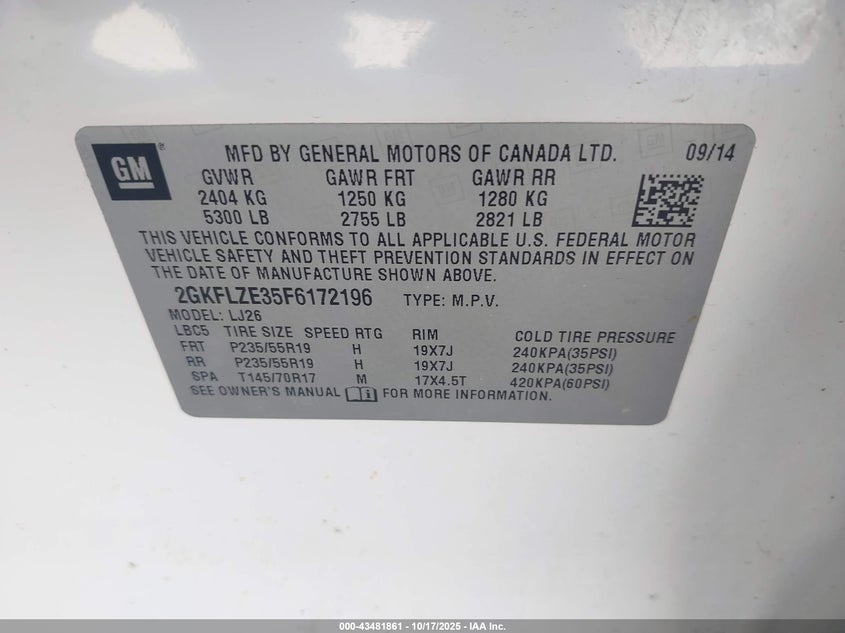 GM ®
MFD BY GENERAL MOTORS OF CANADA LTD. 09/14
GVWR GAWR FRT GAWR RR
2404 KG 1250 KG 1280 KG
5300 LB 2755 LB 2821 LB
THIS VEHICLE CONFORMS TO ALL APPLICABLE U.S. FEDERAL MOTOR
VEHICLE SAFETY AND THEFT PREVENTION STANDARDS IN EFFECT ON
THE DATE OF MANUFACTURE SHOWN ABOVE.
2GKFLZE35F6172196 TYPE: M.P.V.
MODEL: LJ26
LBC5 TIRE SIZE SPEED RTG RIM COLD TIRE PRESSURE
FRT P235/55R19 H 19X7J 240KPA(35PSI)
RR P235/55R19 H 19X7J 240KPA(35PSI)
SPA T145/70R17 M 17X4.5T 420KPA(60PSI)
SEE OWNER'S MANUAL FOR MORE INFORMATION.
000-43481861 - 10/17/2025 - IAA Inc.